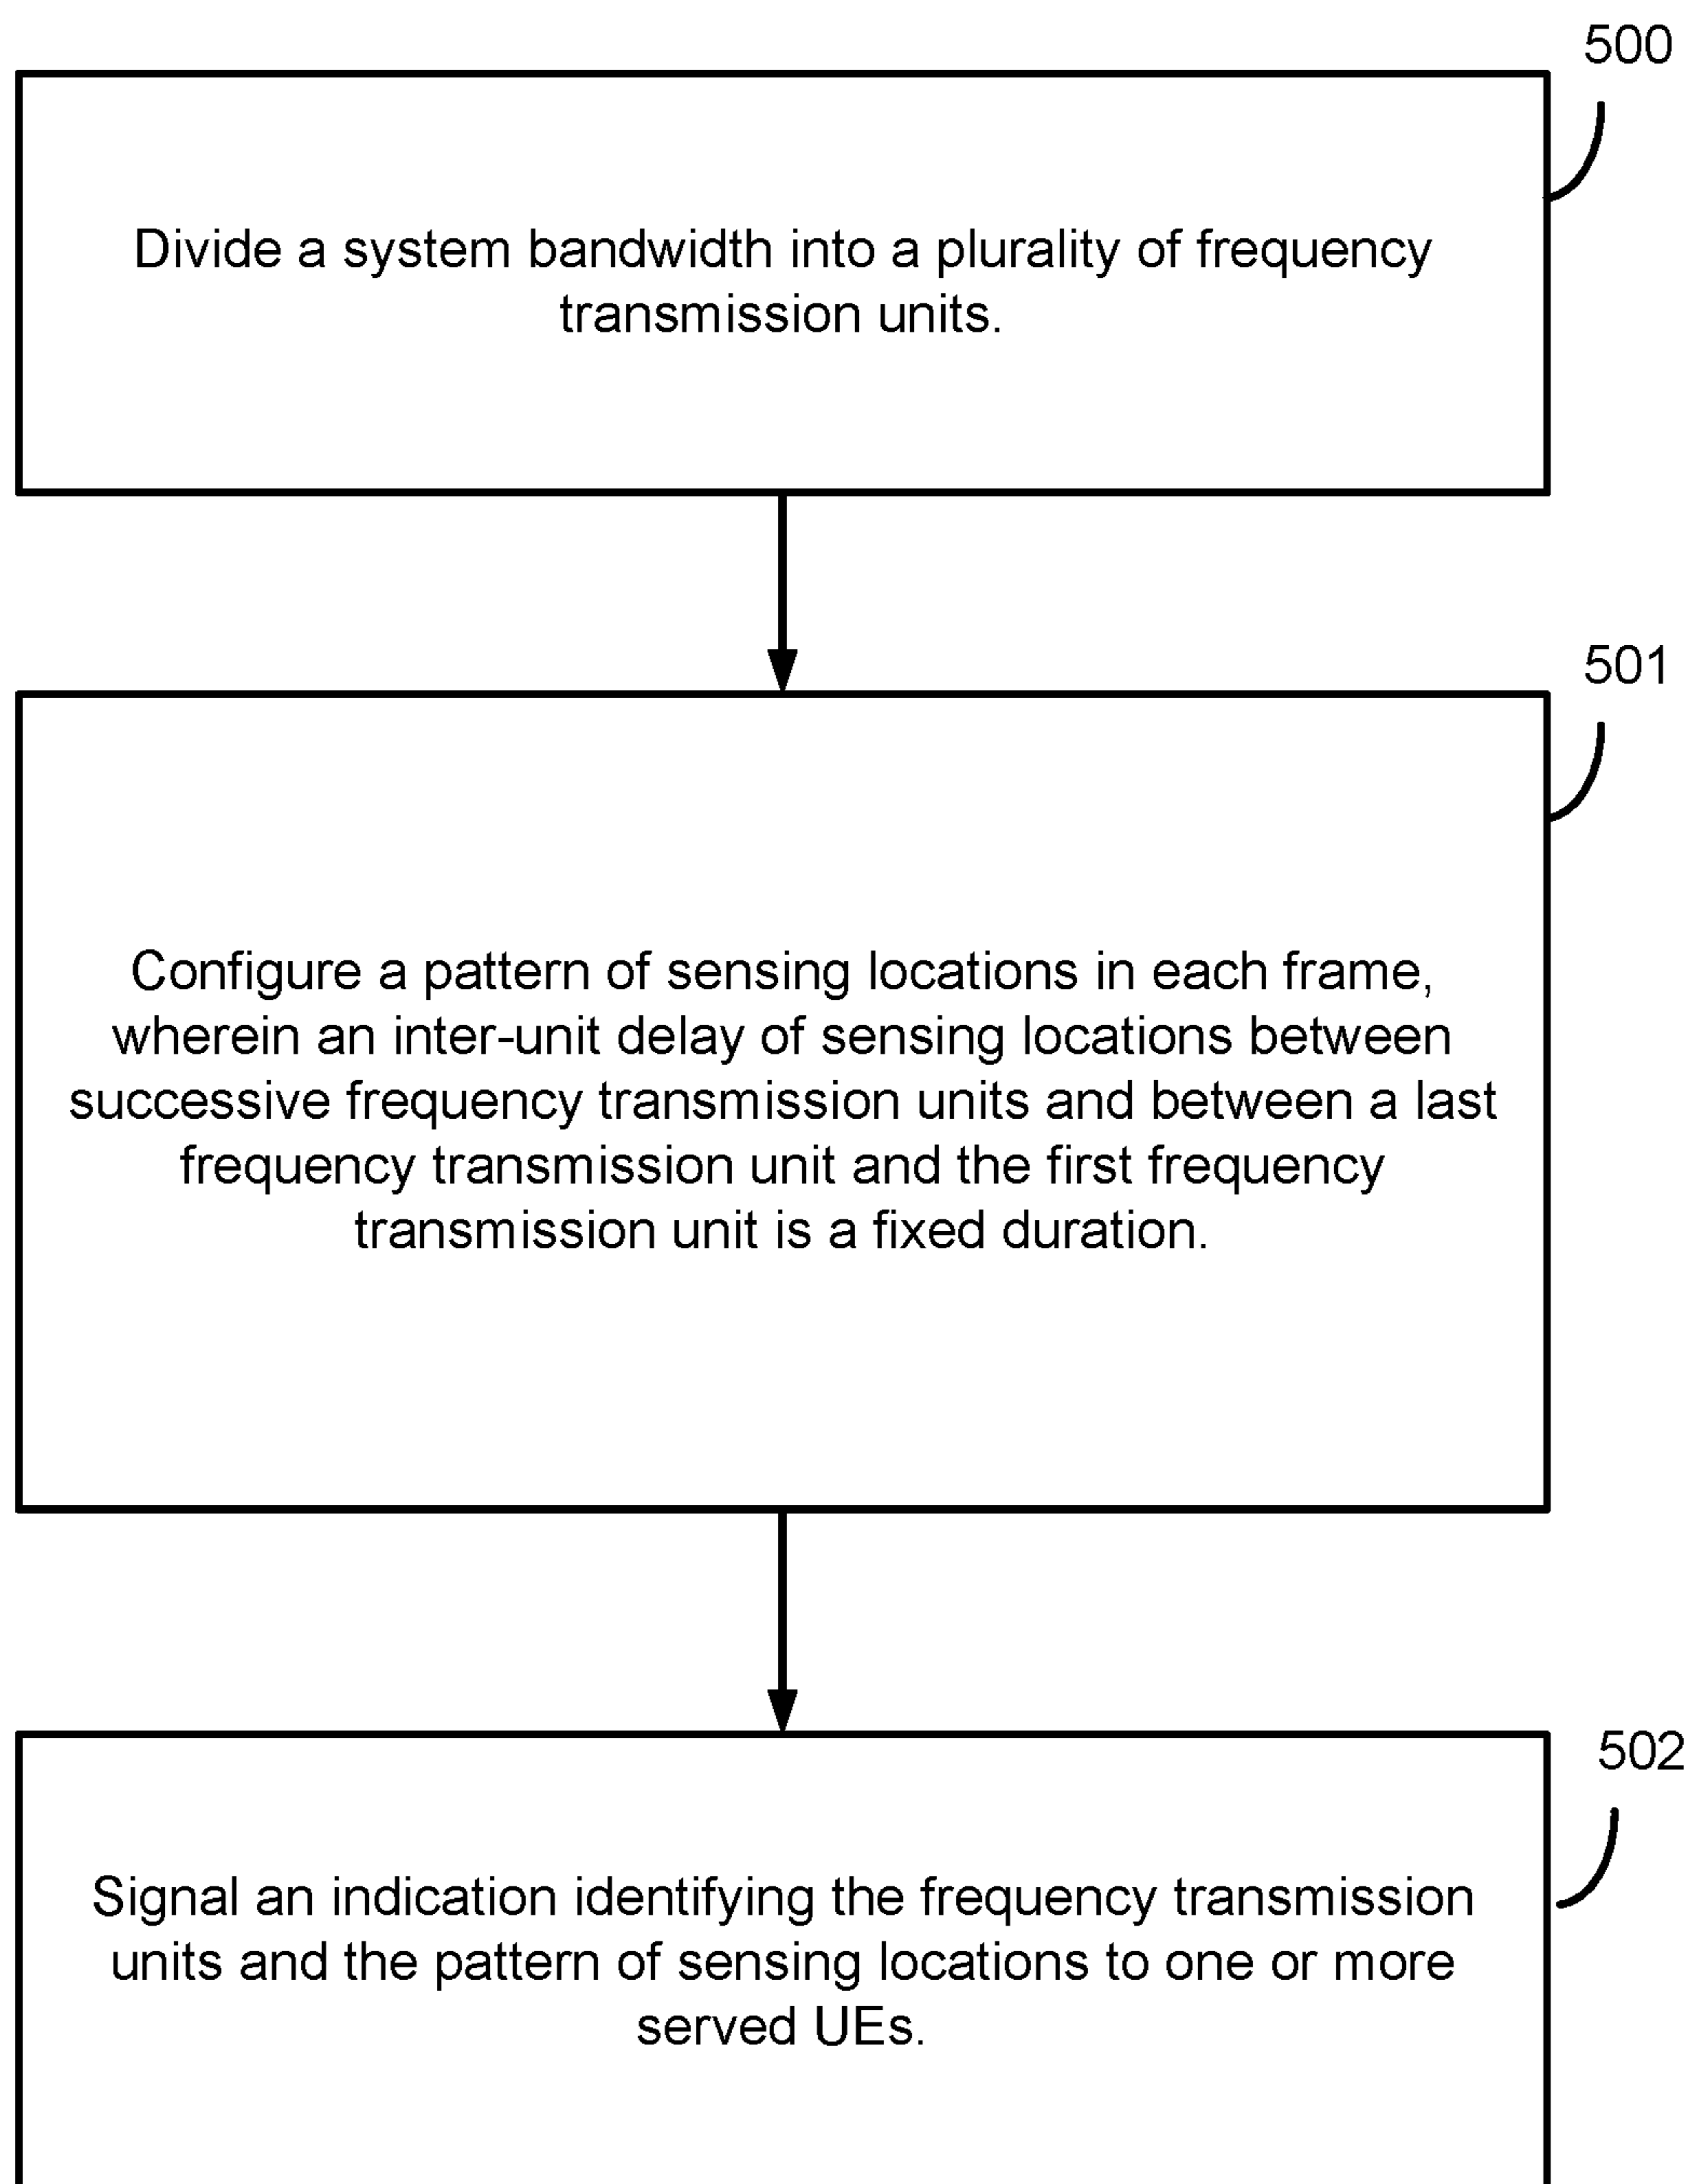 500
Divide a system bandwidth into a plurality of frequency
transmission units.
501
Configure a pattern of sensing locations in each frame,
wherein an inter-unit delay of sensing locations between
successive frequency transmission units and between a last
frequency transmission unit and the first frequency
transmission unit is a fixed duration.
502
Signal an indication identifying the frequency transmission
units and the pattern of sensing locations to one or more
served UEs.